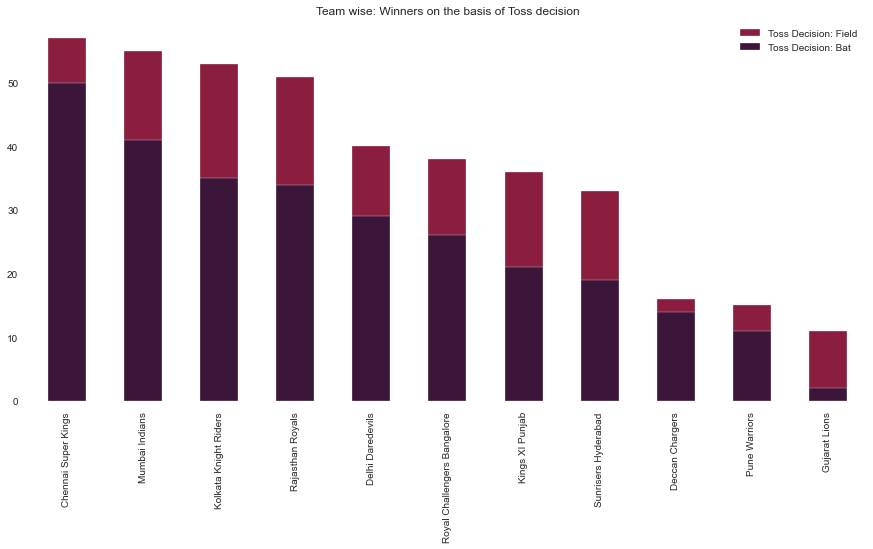 Team wise: Winners on the basis of Toss decision
Toss Decision: Field
Toss Decision: Bat
50
40
30
20
10
0
Chennai Super Kings
Mumbai Indians
Kolkata Knight Riders
Rajasthan Royals
Delhi Daredevils
Royal Challengers Bangalore
Kings XI Punjab
Sunrisers Hyderabad
Deccan Chargers
Pune Warriors
Gujarat Lions